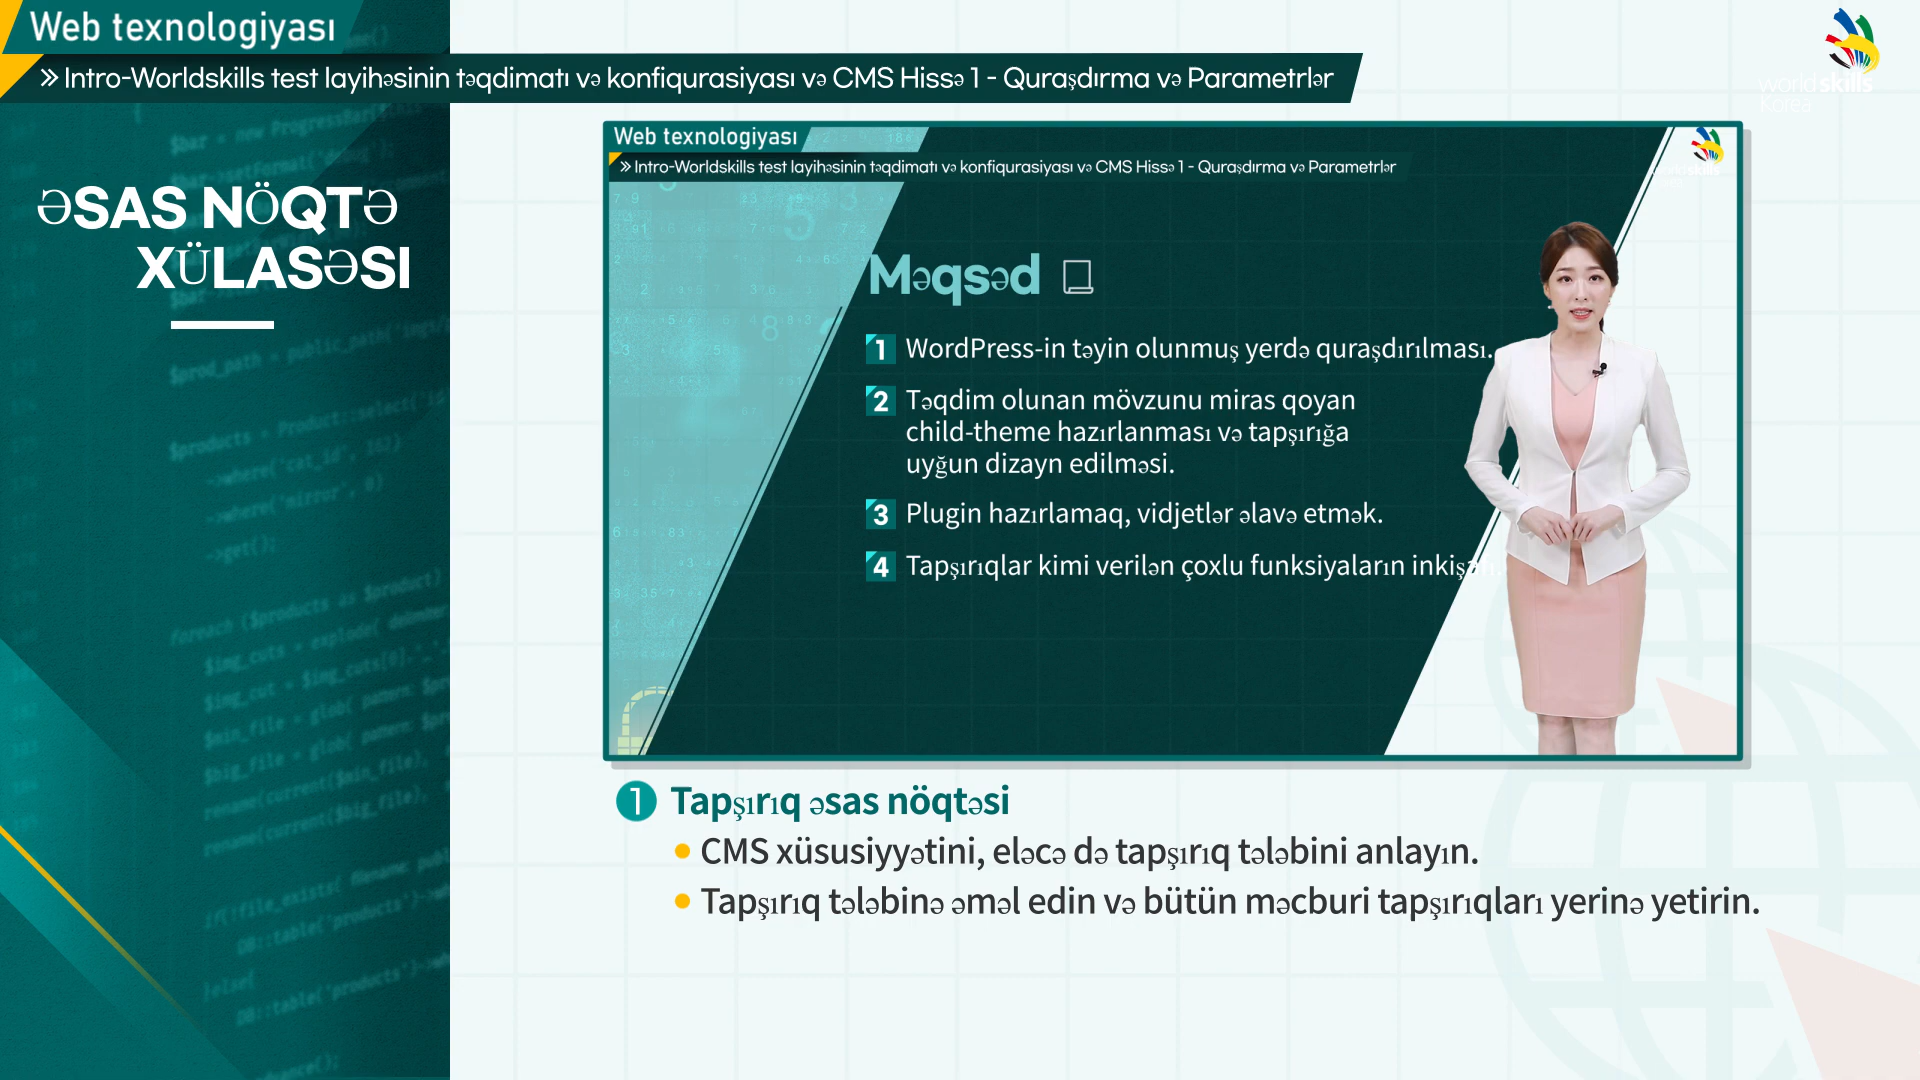 Web texnologiyası
Intro-Worldskills test layihəsinin təqdimatı və konfiqurasiyası və CMS Hissə 1 - Quraşdırma və Parametrlər
worldskills
Korea
ƏSAS NÖQTƏ
XÜLASƏSI
Web texnologiyası
Intro-Worldskills test layihəsinin təqdimatı və konfiqurasiyası və CMS Hissə 1 - Quraşdırma və Parametrlər
Məqsəd
1 WordPress-in təyin olunmuş yerdə quraşdırılması.
2 Təqdim olunan mövzunu miras qoyan
child-theme hazırlanması və tapşırığa
uyğun dizayn edilməsi.
3 Plugin hazırlamaq, vidjetlər əlavə etmək.
4 Tapşırıqlar kimi verilən çoxlu funksiyaların
1 Tapşırıq əsas nöqtəsi
CMS xüsusiyyətini, eləcə də tapşırıq tələbini anlayın.
Tapşırıq tələbinə əməl edin və bütün məcburi tapşırıqları yerinə yetirin.